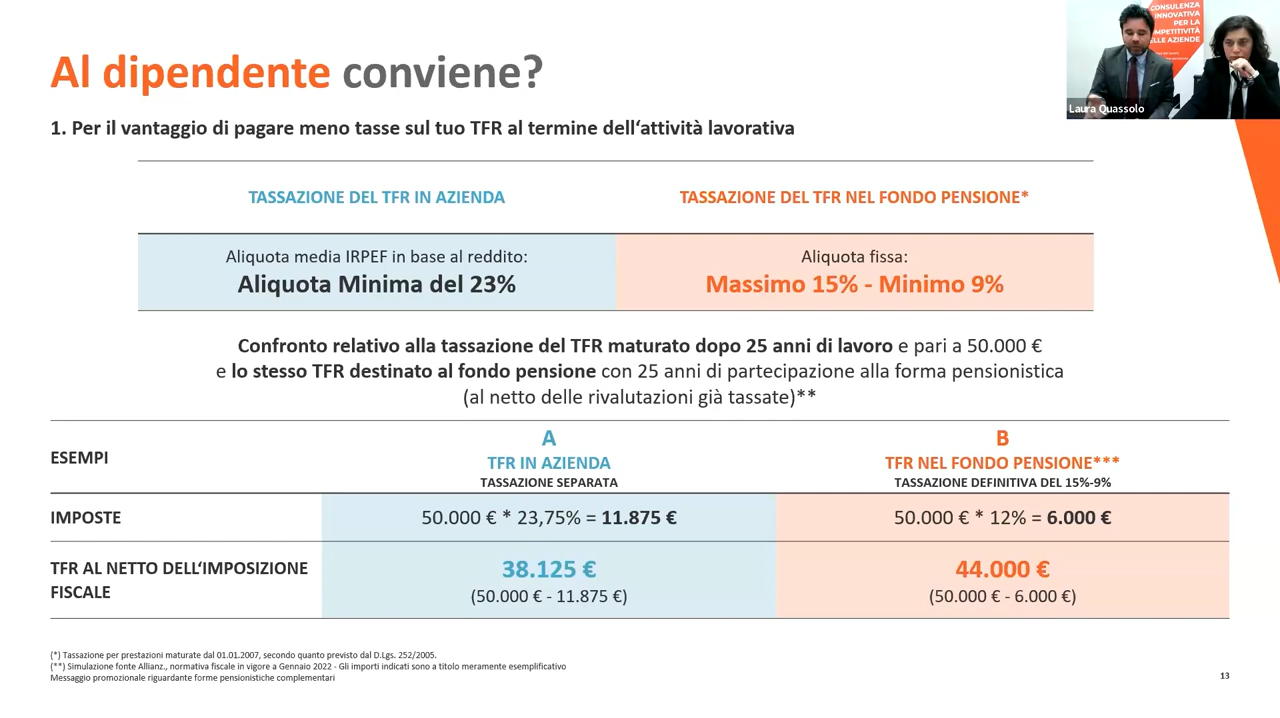 Al dipendente conviene?
1. Per il vantaggio di pagare meno tasse sul tuo TFR al termine dell‘attività lavorativa
TASSAZIONE DEL TFR IN AZIENDA
TASSAZIONE DEL TFR NEL FONDO PENSIONE*
Aliquota media IRPEF in base al reddito:
Aliquota Minima del 23%
Aliquota fissa:
Massimo 15% - Minimo 9%
Confronto relativo alla tassazione del TFR maturato dopo 25 anni di lavoro e pari a 50.000 €
e lo stesso TFR destinato al fondo pensione con 25 anni di partecipazione alla forma pensionistica
(al netto delle rivalutazioni già tassate)**
ESEMPI
A
TFR IN AZIENDA
TASSAZIONE SEPARATA
B
TFR NEL FONDO PENSIONE***
TASSAZIONE DEFINITIVA DEL 15%-9%
IMPOSTE
50.000 € * 23,75% = 11.875 €
50.000 € * 12% = 6.000 €
TFR AL NETTO DELL‘IMPOSIZIONE
FISCALE
38.125 €
(50.000 € - 11.875 €)
44.000 €
(50.000 € - 6.000 €)
(*) Tassazione per prestazioni maturate dal 01.01.2007, secondo quanto previsto dal D.Lgs. 252/2005.
(**) Simulazione fonte Allianz., normativa fiscale in vigore a Gennaio 2022 - Gli importi indicati sono a titolo meramente esemplificativo
Messaggio promozionale riguardante forme pensionistiche complementari
13
CONSULENZA
INNOVATIVA
PER LA
OMPETITIVITÀ
ELLE AZIENDE
Laura Quassolo